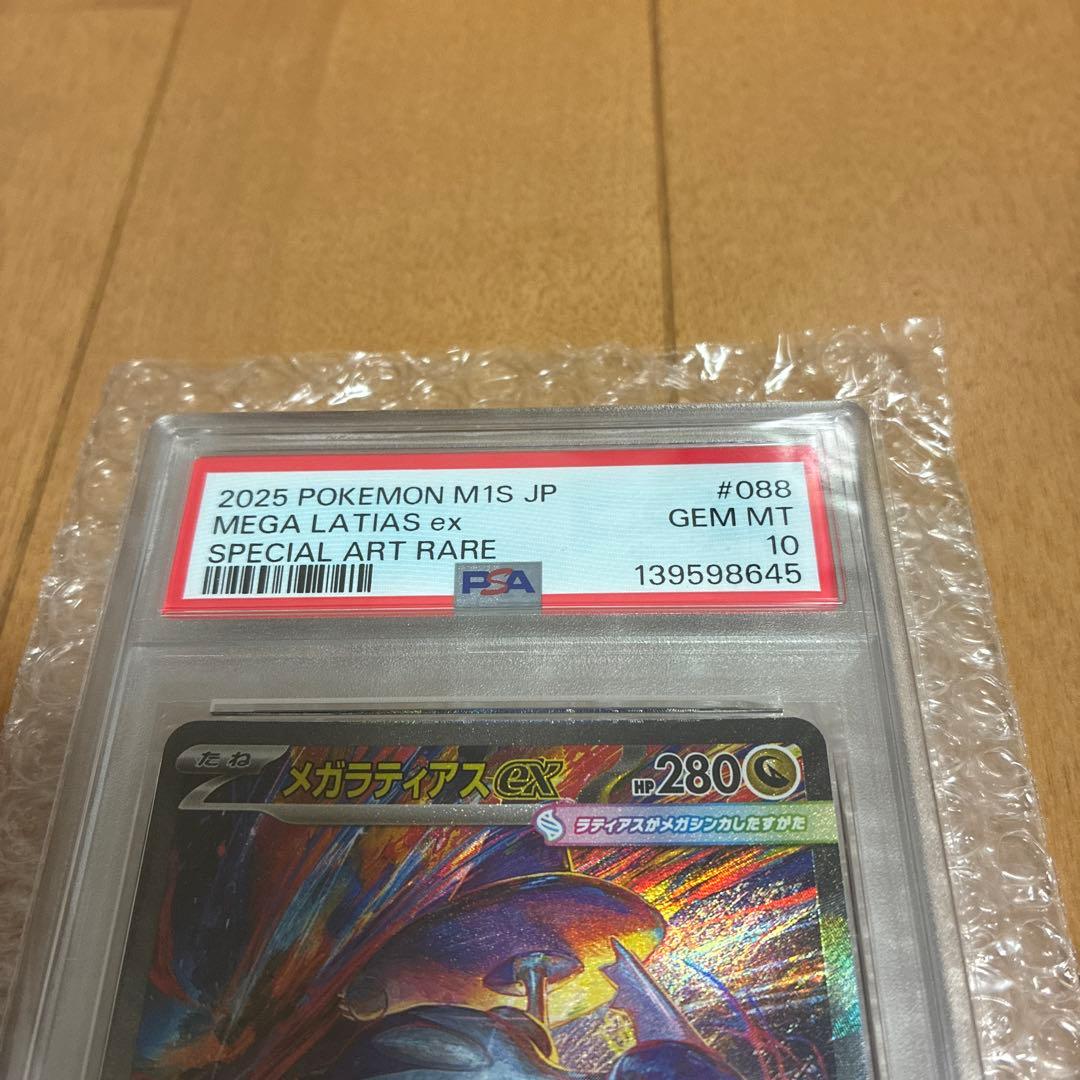 2025 POKEMON M1S JP #088
MEGA LATIAS ex GEM MT
SPECIAL ART RARE 10
PSA 139598645
たね メガラティアスex HP280
ラティアスがメガシンカしたすがた